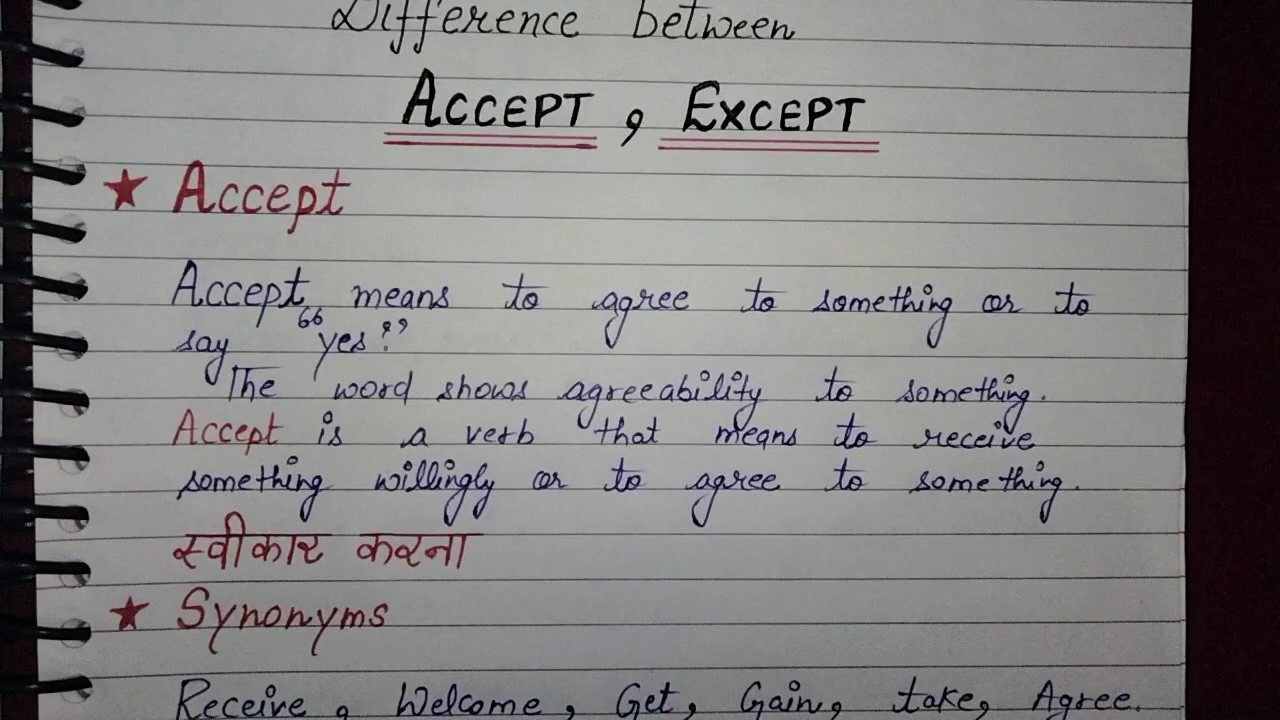 Difference between
ACCEPT , EXCEPT
★ Accept
Accept means to agree to something or to
say "yes".”
The word shows agreeability to something.
Accept is a verb that means to receive
something willingly or to agree to something.
स्वीकार करना
★ Synonyms
Receive, Welcome, Get, Gain, take, Agree.